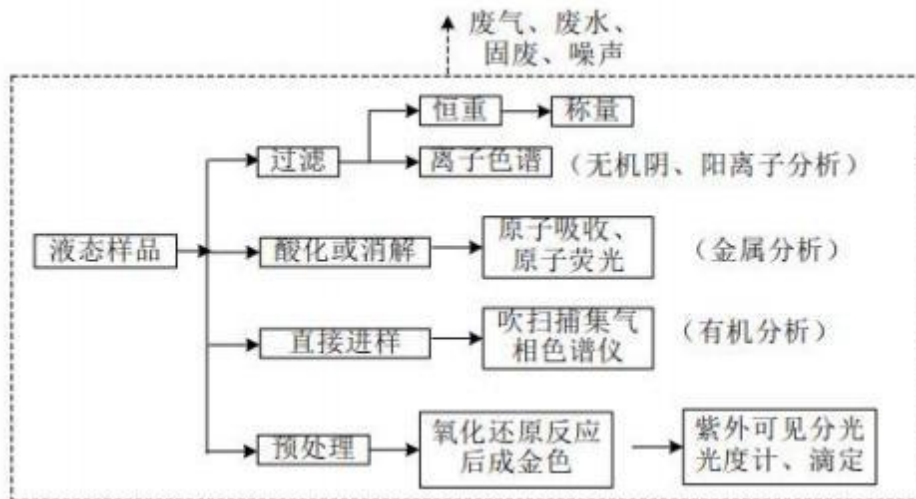 废气、废水、
固废、噪声
恒重
称量
过滤
离子色谱
（无机阴、阳离子分析）
液态样品
酸化或消解
原子吸收、
原子荧光
（金属分析）
直接进样
吹扫捕集气
相色谱仪
（有机分析）
预处理
氧化还原反应
后成金色
紫外可见分光
光度计、滴定